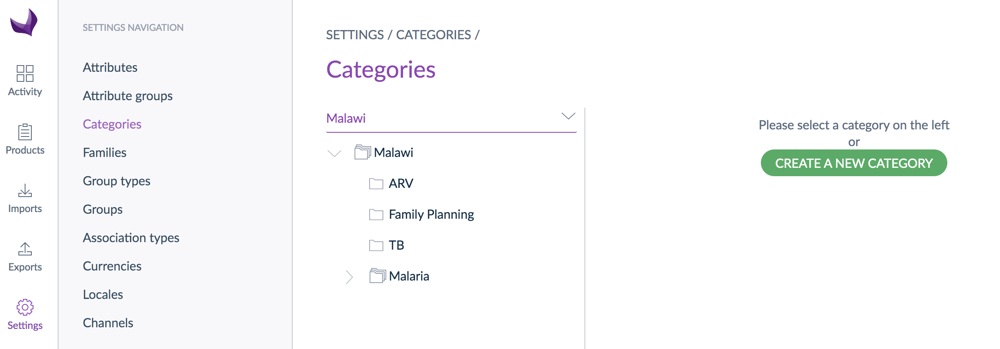 Activity
Products
Imports
Exports
Settings
SETTINGS NAVIGATION
Attributes
Attribute groups
Categories
Families
Group types
Groups
Association types
Currencies
Locales
Channels
SETTINGS / CATEGORIES /
Categories
Malawi
Malawi
ARV
Family Planning
TB
Malaria
Please select a category on the left
or
CREATE A NEW CATEGORY